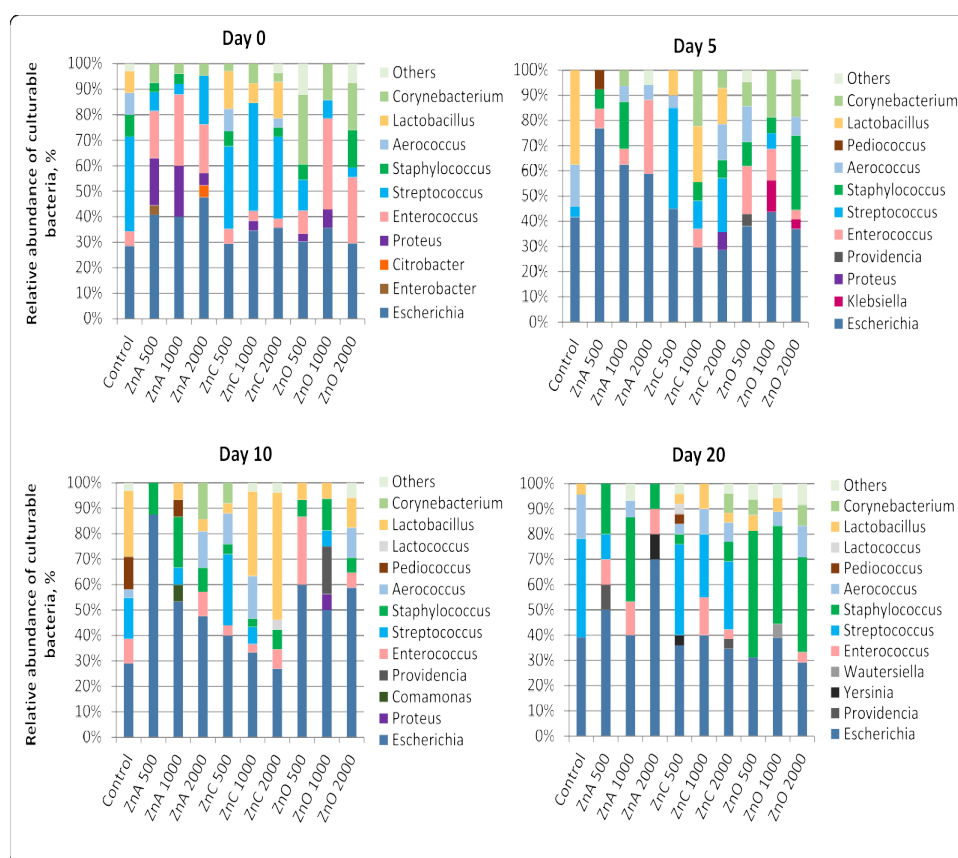 Day 0
Relative abundance of culturable
bacteria, %
100%
90%
80%
70%
60%
50%
40%
30%
20%
10%
0%
Control
ZnA 500
ZnA 1000
ZnA 2000
ZnC 500
ZnC 1000
ZnC 2000
ZnO 500
ZnO 1000
ZnO 2000
Others
Corynebacterium
Lactobacillus
Aerococcus
Staphylococcus
Streptococcus
Enterococcus
Proteus
Citrobacter
Enterobacter
Escherichia
Day 5
100%
90%
80%
70%
60%
50%
40%
30%
20%
10%
0%
Control
ZnA 500
ZnA 1000
ZnA 2000
ZnC 500
ZnC 1000
ZnC 2000
ZnO 500
ZnO 1000
ZnO 2000
Others
Corynebacterium
Lactobacillus
Pediococcus
Aerococcus
Staphylococcus
Streptococcus
Enterococcus
Providencia
Proteus
Klebsiella
Escherichia
Day 10
Relative abundance of culturable
bacteria, %
100%
90%
80%
70%
60%
50%
40%
30%
20%
10%
0%
Control
ZnA 500
ZnA 1000
ZnA 2000
ZnC 500
ZnC 1000
ZnC 2000
ZnO 500
ZnO 1000
ZnO 2000
Others
Corynebacterium
Lactobacillus
Lactococcus
Pediococcus
Aerococcus
Staphylococcus
Streptococcus
Enterococcus
Providencia
Comamonas
Proteus
Escherichia
Day 20
100%
90%
80%
70%
60%
50%
40%
30%
20%
10%
0%
Control
ZnA 500
ZnA 1000
ZnA 2000
ZnC 500
ZnC 1000
ZnC 2000
ZnO 500
ZnO 1000
ZnO 2000
Others
Corynebacterium
Lactobacillus
Lactococcus
Pediococcus
Aerococcus
Staphylococcus
Streptococcus
Enterococcus
Wautersiella
Yersinia
Providencia
Escherichia